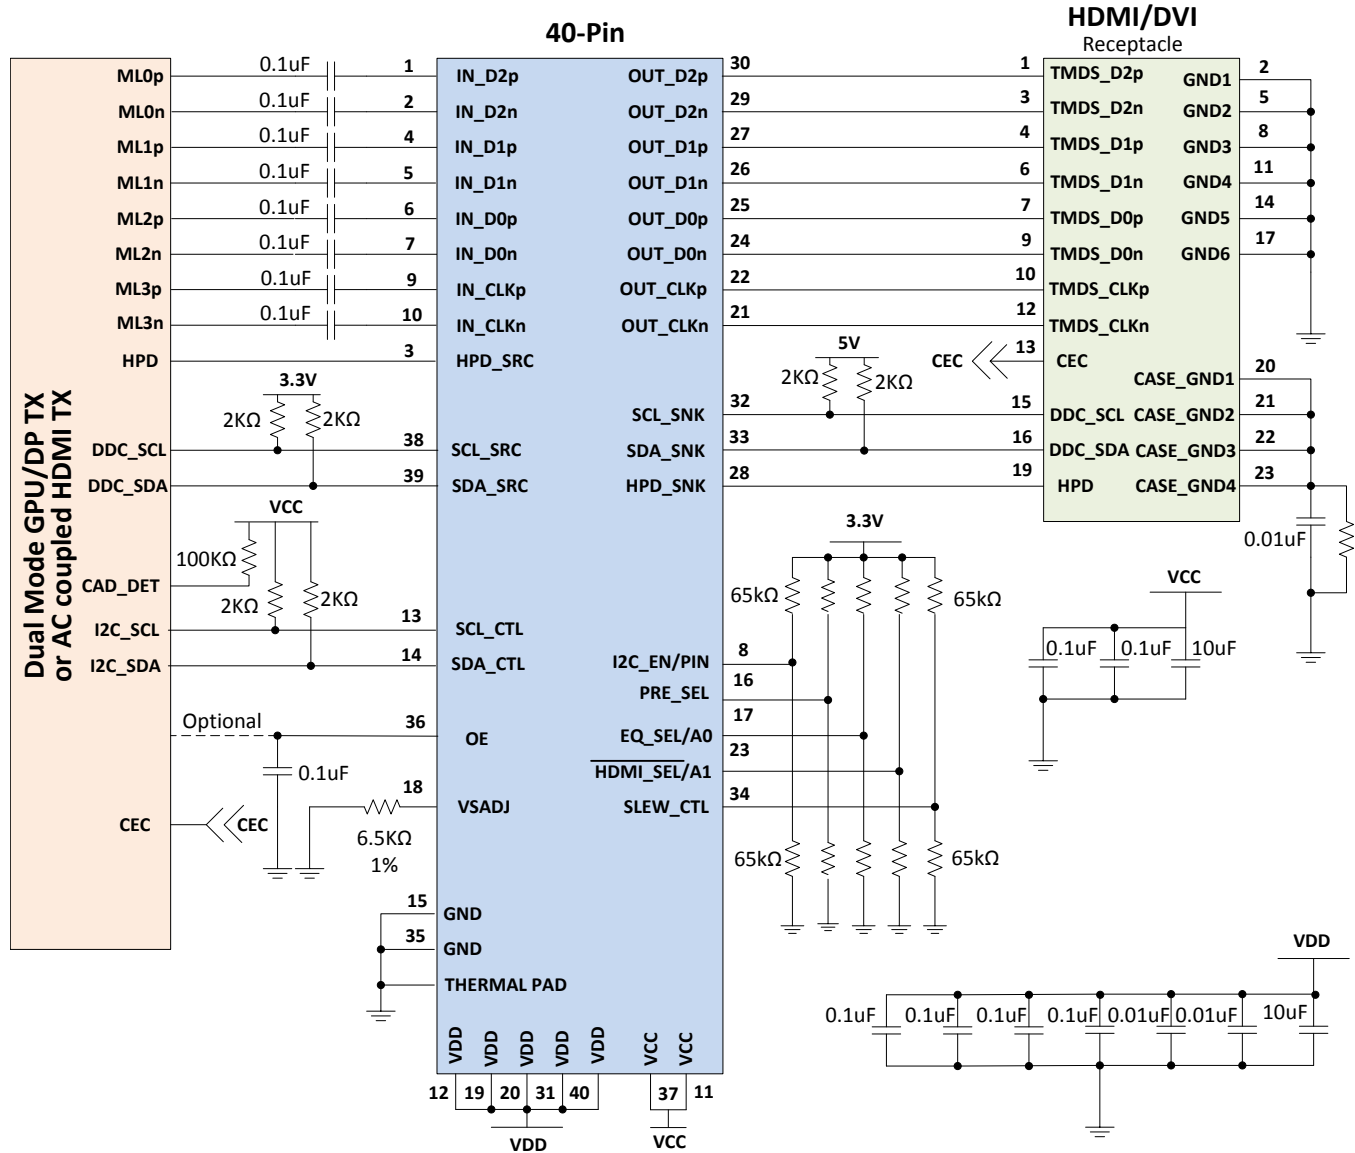 40-Pin
HDMI/DVI
Receptacle
Dual Mode GPU/DP TX
or AC coupled HDMI TX
ML0p 0.1uF 1 IN_D2p OUT_D2p 30 1 TMDS_D2p GND1 2
ML0n 0.1uF 2 IN_D2n OUT_D2n 29 3 TMDS_D2n GND2 5
ML1p 0.1uF 4 IN_D1p OUT_D1p 27 4 TMDS_D1p GND3 8
ML1n 0.1uF 5 IN_D1n OUT_D1n 26 6 TMDS_D1n GND4 11
ML2p 0.1uF 6 IN_D0p OUT_D0p 25 7 TMDS_D0p GND5 14
ML2n 0.1uF 7 IN_D0n OUT_D0n 24 9 TMDS_D0n GND6 17
ML3p 0.1uF 9 IN_CLKp OUT_CLKp 22 10 TMDS_CLKp
ML3n 0.1uF 10 IN_CLKn OUT_CLKn 21 12 TMDS_CLKn
HPD 3 HPD_SRC 5V CEC 13 CEC
3.3V 2KΩ 2KΩ CASE_GND1 20
2KΩ 2KΩ SCL_SNK 32 15 DDC_SCL CASE_GND2 21
DDC_SCL 38 SCL_SRC SDA_SNK 33 16 DDC_SDA CASE_GND3 22
DDC_SDA 39 SDA_SRC HPD_SNK 28 19 HPD CASE_GND4 23
VCC 3.3V 0.01uF
100KΩ
CAD_DET 2KΩ 2KΩ 65kΩ 65kΩ VCC
I2C_SCL 13 SCL_CTL
I2C_SDA 14 SDA_CTL I2C_EN/PIN 8 0.1uF 0.1uF 10uF
PRE_SEL 16
Optional 36 OE EQ_SEL/A0 17
0.1uF HDMI_SEL/A1 23
18 VSADJ SLEW_CTL 34
CEC CEC 6.5KΩ
1%
65kΩ 65kΩ
15 GND
35 GND
THERMAL PAD
VDD
0.1uF 0.1uF 0.1uF 0.1uF 0.01uF 0.01uF 10uF
VDD VDD VDD VDD VDD VCC VCC
12 19 20 31 40 37 11
VDD VCC